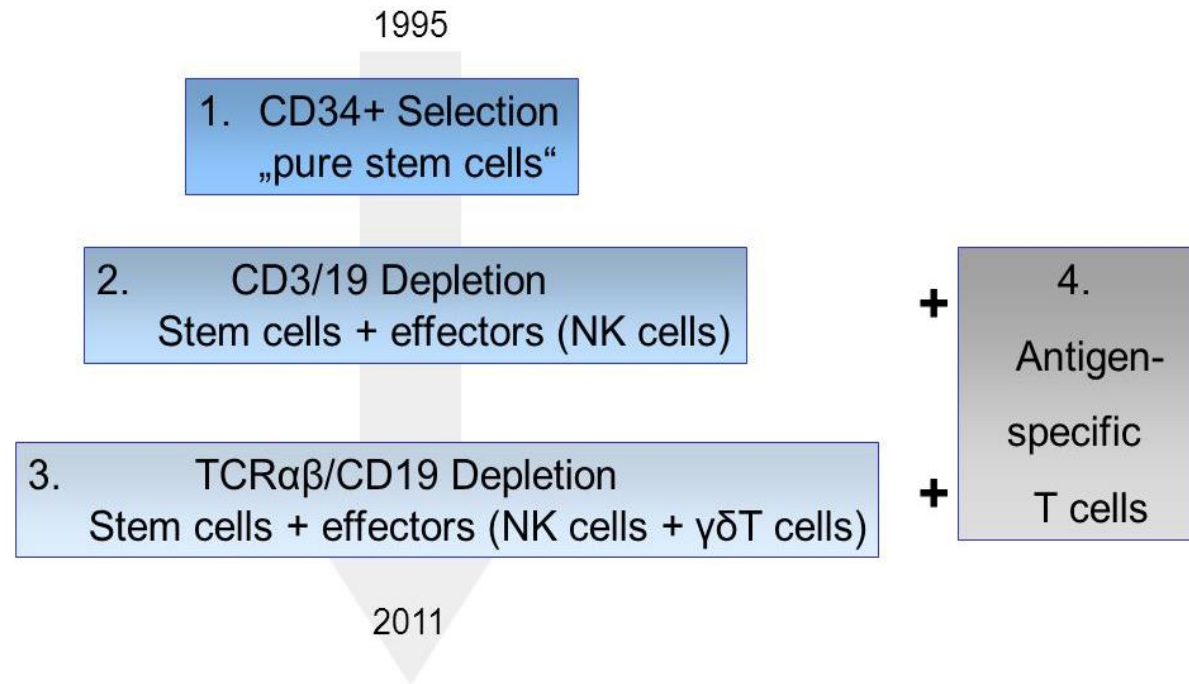 1995
1. CD34+ Selection
„pure stem cells“
2. CD3/19 Depletion
Stem cells + effectors (NK cells)
+
3. TCRαβ/CD19 Depletion
Stem cells + effectors (NK cells + γδT cells)
+
4.
Antigen-
specific
T cells
2011